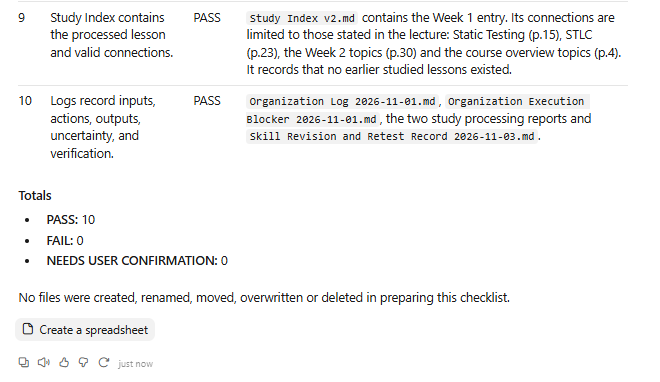 9 Study Index contains PASS Study Index v2.md contains the Week 1 entry. Its connections are
the processed lesson limited to those stated in the lecture: Static Testing (p.15), STLC
and valid connections. (p.23), the Week 2 topics (p.30) and the course overview topics (p.4).
It records that no earlier studied lessons existed.
10 Logs record inputs, PASS Organization Log 2026-11-01.md, Organization Execution
actions, outputs, Blocker 2026-11-01.md, the two study processing reports and
uncertainty, and Skill Revision and Retest Record 2026-11-03.md.
verification.
Totals
• PASS: 10
• FAIL: 0
• NEEDS USER CONFIRMATION: 0
No files were created, renamed, moved, overwritten or deleted in preparing this checklist.
Create a spreadsheet
just now